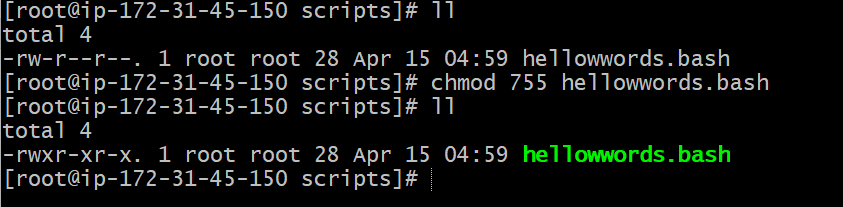 [root@ip-172-31-45-150 scripts]# ll
total 4
-rw-r--r--. 1 root root 28 Apr 15 04:59 hellowwords.bash
[root@ip-172-31-45-150 scripts]# chmod 755 hellowwords.bash
[root@ip-172-31-45-150 scripts]# ll
total 4
-rwxr-xr-x. 1 root root 28 Apr 15 04:59 hellowwords.bash
[root@ip-172-31-45-150 scripts]#